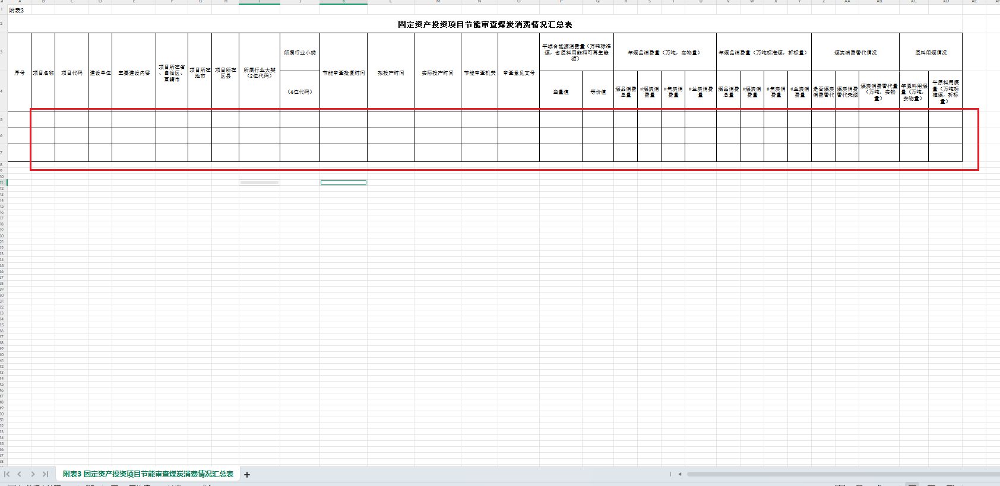 A B C D E F G H I J K L M N O P Q R S T U V W X Y Z AA AB AC AD AE
附表3
固定资产投资项目节能审查煤炭消费情况汇总表
序号
项目名称
项目代码
建设单位
主要建设内容
项目所在省
、自治区、
直辖市
项目所在
地市
项目所在
区县
所属行业大类
(2位代码)
所属行业小类
(4位代码)
节能审查批复时间
拟投产时间
实际投产时间
节能审查机关
审查意见文号
年综合能源消费量(万吨标准
煤,含原料用能和可再生能
源)
当量值
等价值
年煤品消费量(万吨,实物量)
煤品消费
总量
#煤炭消
费量
#焦炭消
费量
#兰炭消费
量
年煤品消费量(万吨标准煤,折标量)
煤品消费
总量
#煤炭消
费量
#焦炭消
费量
#兰炭消
费量
煤炭消费替代情况
是否煤炭
消费替代
煤炭消费
替代来源
煤炭消费替代量
(万吨,实物
量)
原料用煤情况
年原料用煤
量(万吨,
实物量)
年原料用煤
量(万吨标
准煤,折标
量)
附表3 固定资产投资项目节能审查煤炭消费情况汇总表